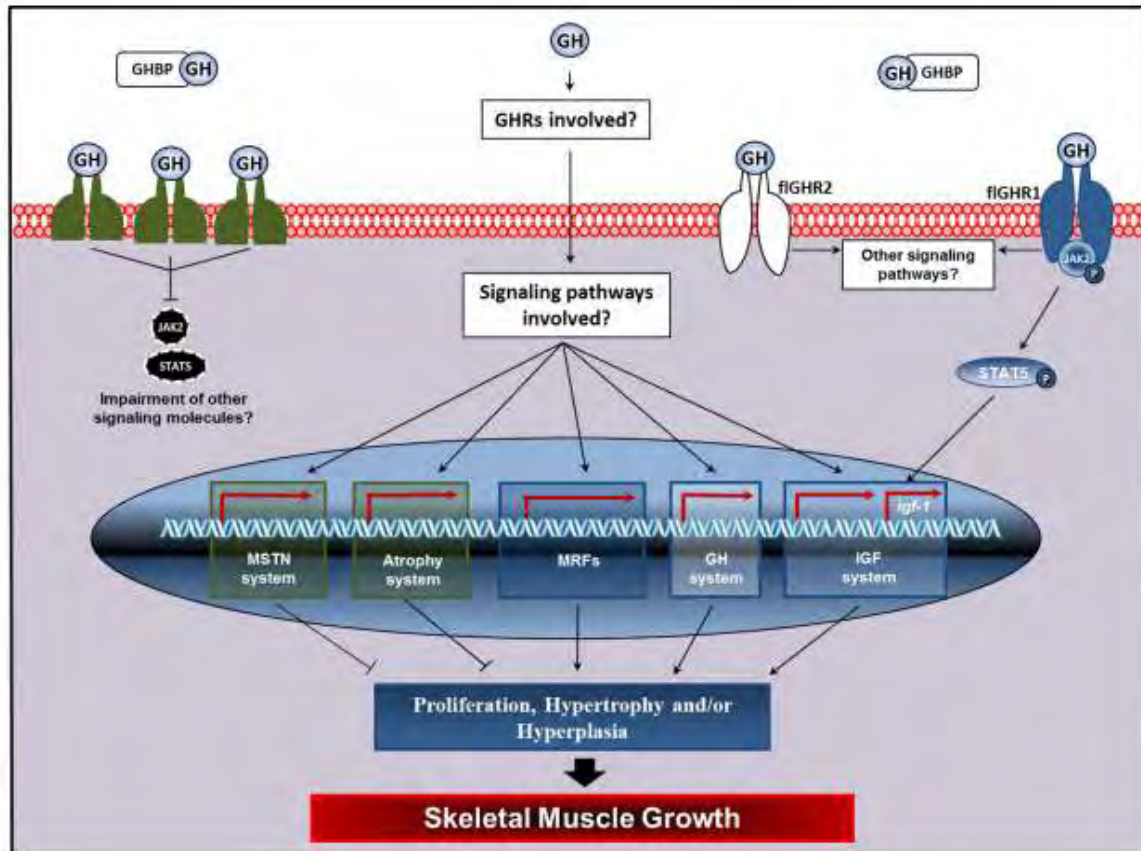 GHBP GH
GH
GH GHBP
GHRs involved?
GH
GH
GH
GH
flGHR2
GH
flGHR1
JAK2
P
Other signaling
pathways?
Signaling pathways
involved?
JAK2
STAT5
Impairment of other
signaling molecules?
STAT5
P
igf-1
MSTN
system
Atrophy
system
MRFs
GH
system
IGF
system
Proliferation, Hypertrophy and/or
Hyperplasia
Skeletal Muscle Growth